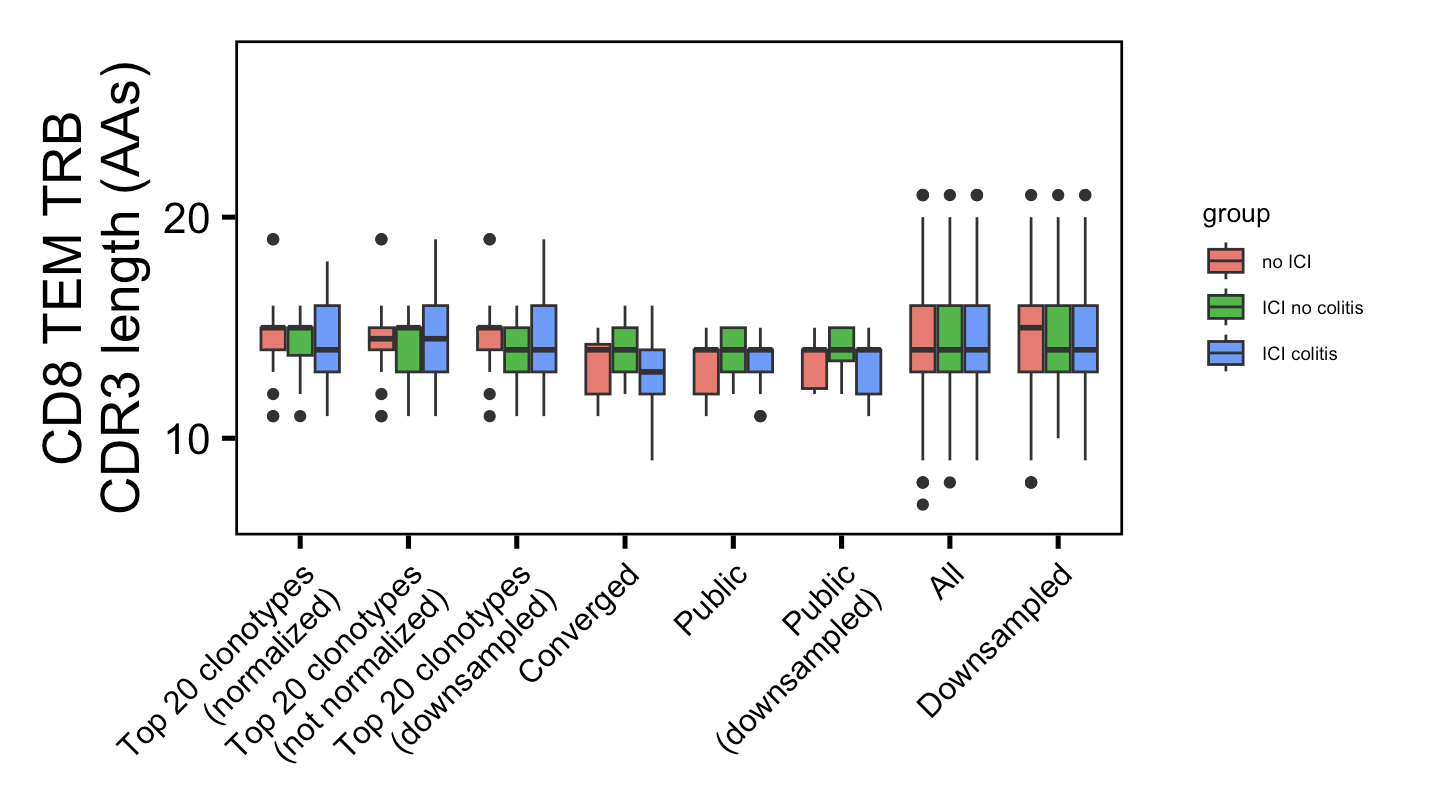 CD8 TEM TRB
CDR3 length (AAs)
20
10
Top 20 clonotypes
(normalized)
Top 20 clonotypes
(not normalized)
Top 20 clonotypes
(downsampled)
Converged
Public
Public
(downsampled)
All
Downsampled
group
no ICI
ICI no colitis
ICI colitis